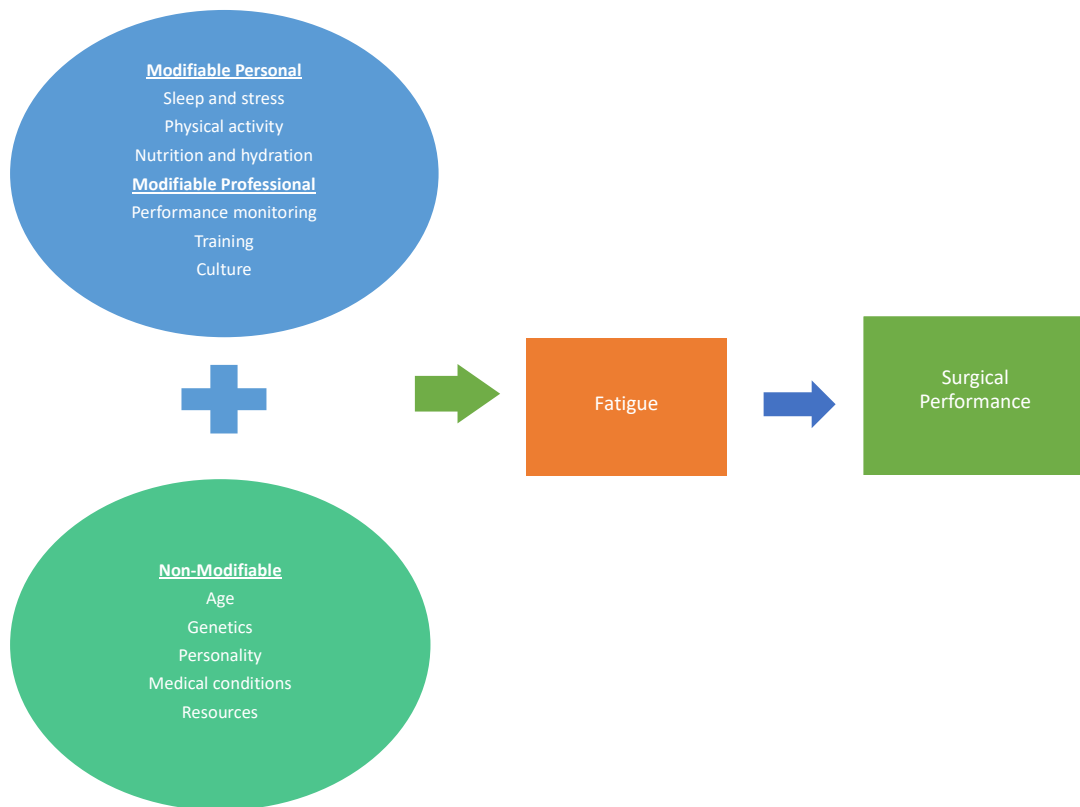 Modifiable Personal
Sleep and stress
Physical activity
Nutrition and hydration
Modifiable Professional
Performance monitoring
Training
Culture
Fatigue
Surgical
Performance
Non-Modifiable
Age
Genetics
Personality
Medical conditions
Resources